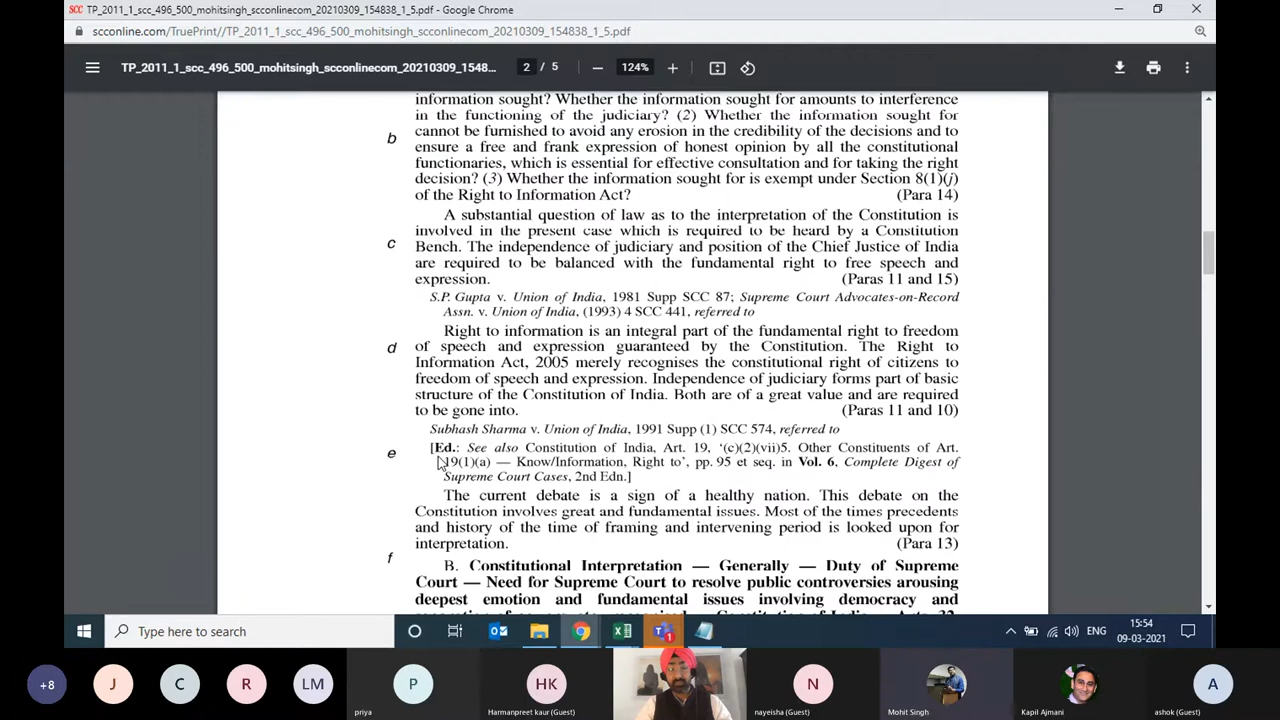 SCC TP_2011_1_scc_496_500_mohitsingh_scconlinecom_20210309_154838_1_5.pdf - Google Chrome
scconline.com/TruePrint//TP_2011_1_scc_496_500_mohitsingh_scconlinecom_20210309_154838_1_5.pdf
TP_2011_1_scc_496_500_mohitsingh_scconlinecom_20210309_1548... 2 / 5 — 124% +
information sought? Whether the information sought for amounts to interference
in the functioning of the judiciary? (2) Whether the information sought for
b cannot be furnished to avoid any erosion in the credibility of the decisions and to
ensure a free and frank expression of honest opinion by all the constitutional
functionaries, which is essential for effective consultation and for taking the right
decision? (3) Whether the information sought for is exempt under Section 8(1)(j)
of the Right to Information Act? (Para 14)
A substantial question of law as to the interpretation of the Constitution is
involved in the present case which is required to be heard by a Constitution
c Bench. The independence of judiciary and position of the Chief Justice of India
are required to be balanced with the fundamental right to free speech and
expression. (Paras 11 and 15)
S.P. Gupta v. Union of India, 1981 Supp SCC 87; Supreme Court Advocates-on-Record
Assn. v. Union of India, (1993) 4 SCC 441, referred to
Right to information is an integral part of the fundamental right to freedom
d of speech and expression guaranteed by the Constitution. The Right to
Information Act, 2005 merely recognises the constitutional right of citizens to
freedom of speech and expression. Independence of judiciary forms part of basic
structure of the Constitution of India. Both are of a great value and are required
to be gone into. (Paras 11 and 10)
Subhash Sharma v. Union of India, 1991 Supp (1) SCC 574, referred to
[Ed.: See also Constitution of India, Art. 19, ‘(c)(2)(vii)5. Other Constituents of Art.
e 19(1)(a) — Know/Information, Right to’, pp. 95 et seq. in Vol. 6, Complete Digest of
Supreme Court Cases, 2nd Edn.]
The current debate is a sign of a healthy nation. This debate on the
Constitution involves great and fundamental issues. Most of the times precedents
and history of the time of framing and intervening period is looked upon for
interpretation. (Para 13)
f B. Constitutional Interpretation — Generally — Duty of Supreme
Court — Need for Supreme Court to resolve public controversies arousing
deepest emotion and fundamental issues involving democracy and
Type here to search
1
ENG
15:54
09-03-2021
+8 J C R LM P HK N A
priya Harmanpreet kaur (Guest) nayeisha (Guest) Mohit Singh Kapil Ajmani ashok (Guest)